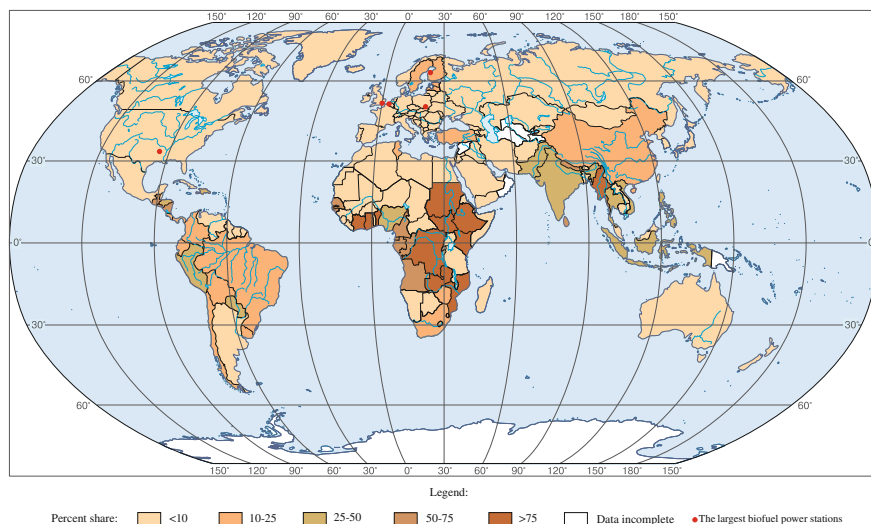 150° 120° 90° 60° 30° 0° 30° 60° 90° 120° 150° 180° 150°
60° 60°
30° 30°
0° 0°
30° 30°
60° 60°
150° 120° 90° 60° 30° 0° 30° 60° 90° 120° 150° 180° 150°
Legend:
Percent share: <10 10-25 25-50 50-75 >75 Data incomplete The largest biofuel power stations